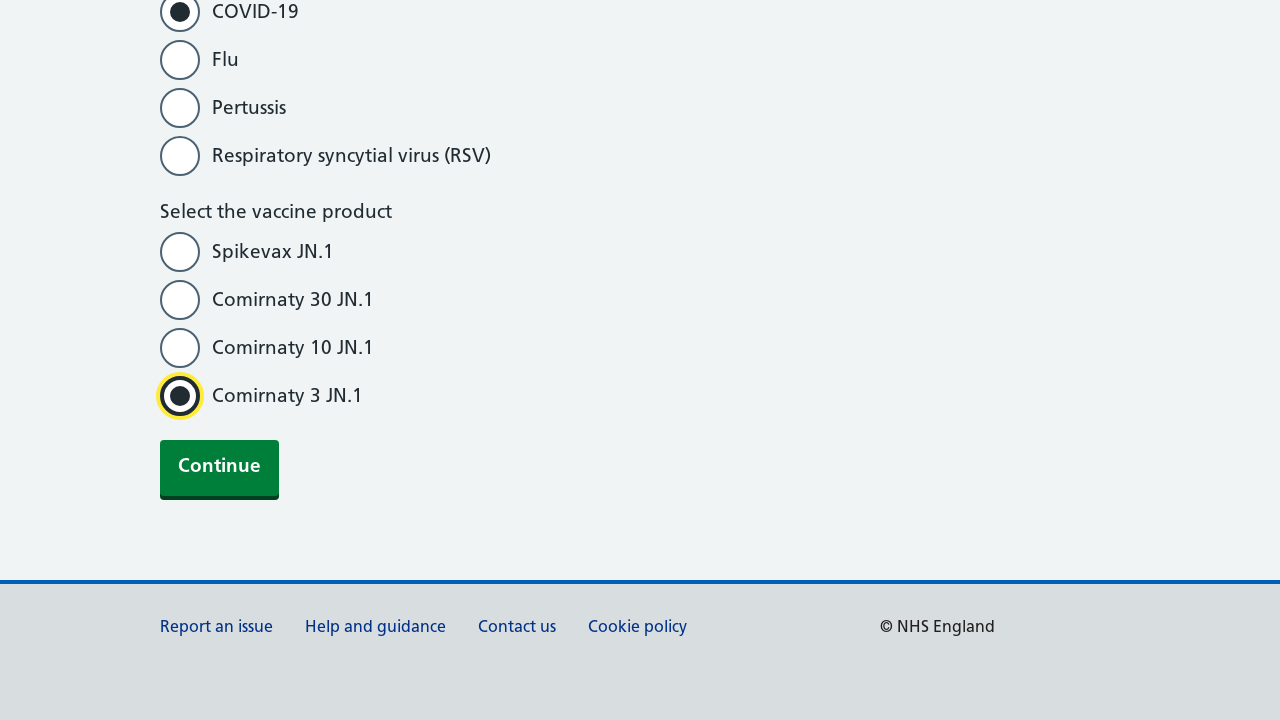 COVID-19
Flu
Pertussis
Respiratory syncytial virus (RSV)
Select the vaccine product
Spikevax JN.1
Comirnaty 30 JN.1
Comirnaty 10 JN.1
Comirnaty 3 JN.1
Continue
Report an issue Help and guidance Contact us Cookie policy © NHS England